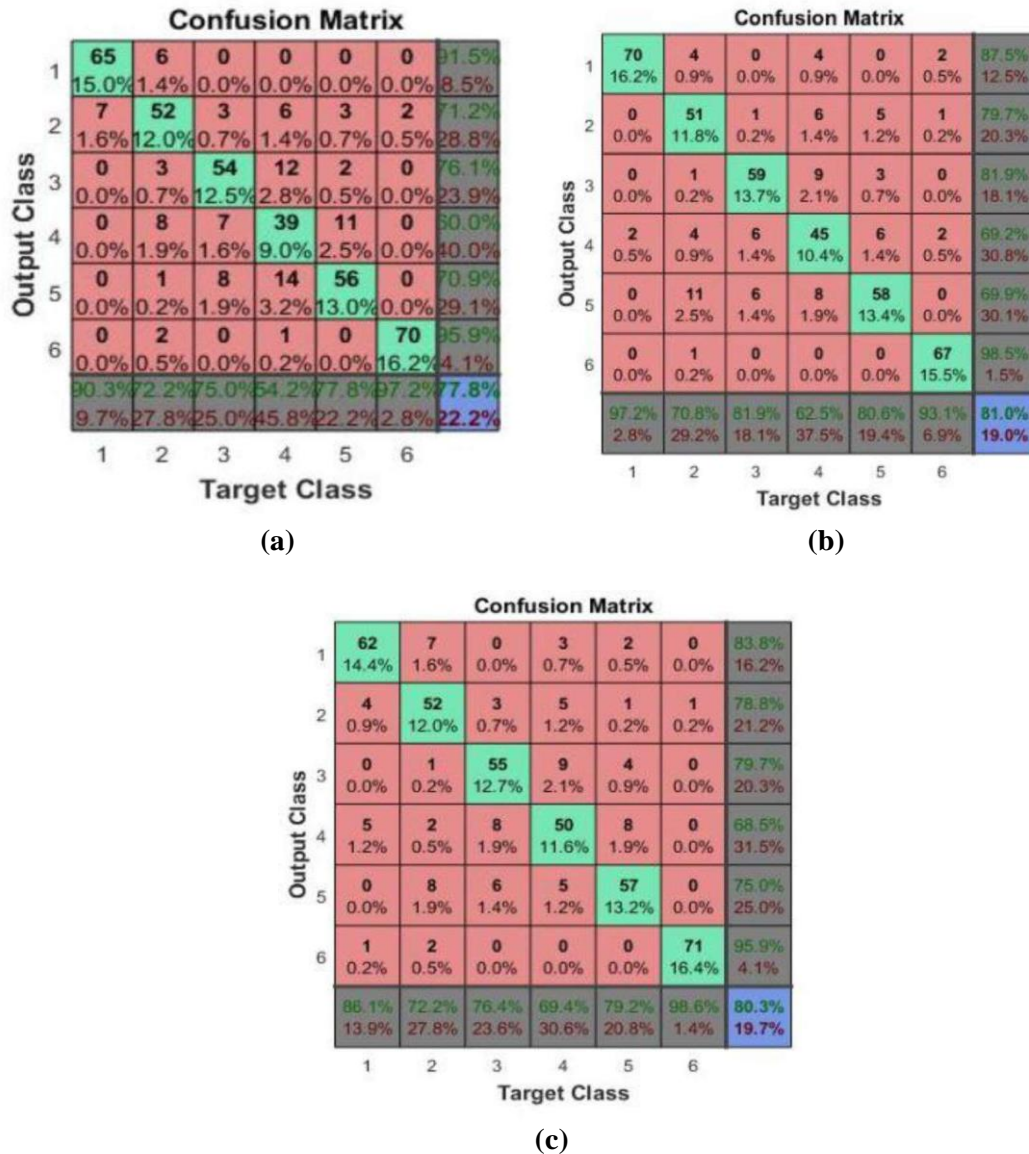 Confusion Matrix
1 65 6 0 0 0 0 91.5%
15.0% 1.4% 0.0% 0.0% 0.0% 0.0% 8.5%
2 7 52 3 6 3 2 71.2%
1.6% 12.0% 0.7% 1.4% 0.7% 0.5% 28.8%
3 0 3 54 12 2 0 76.1%
0.0% 0.7% 12.5% 2.8% 0.5% 0.0% 23.9%
4 0 8 7 39 11 0 60.0%
0.0% 1.9% 1.6% 9.0% 2.5% 0.0% 40.0%
5 0 1 8 14 56 0 70.9%
0.0% 0.2% 1.9% 3.2% 13.0% 0.0% 29.1%
6 0 2 0 1 0 70 95.9%
0.0% 0.5% 0.0% 0.2% 0.0% 16.2% 4.1%
90.3% 72.2% 75.0% 54.2% 77.8% 97.2% 77.8%
9.7% 27.8% 25.0% 45.8% 22.2% 2.8% 22.2%
1 2 3 4 5 6
Output Class
Target Class
(a)
Confusion Matrix
1 70 4 0 4 0 2 87.5%
16.2% 0.9% 0.0% 0.9% 0.0% 0.5% 12.5%
2 0 51 1 6 5 1 79.7%
0.0% 11.8% 0.2% 1.4% 1.2% 0.2% 20.3%
3 0 1 59 9 3 0 81.9%
0.0% 0.2% 13.7% 2.1% 0.7% 0.0% 18.1%
4 2 4 6 45 6 2 69.2%
0.5% 0.9% 1.4% 10.4% 1.4% 0.5% 30.8%
5 0 11 6 8 58 0 69.9%
0.0% 2.5% 1.4% 1.9% 13.4% 0.0% 30.1%
6 0 1 0 0 0 67 98.5%
0.0% 0.2% 0.0% 0.0% 0.0% 15.5% 1.5%
97.2% 70.8% 81.9% 62.5% 80.6% 93.1% 81.0%
2.8% 29.2% 18.1% 37.5% 19.4% 6.9% 19.0%
1 2 3 4 5 6
Output Class
Target Class
(b)
Confusion Matrix
1 62 7 0 3 2 0 83.8%
14.4% 1.6% 0.0% 0.7% 0.5% 0.0% 16.2%
2 4 52 3 5 1 1 78.8%
0.9% 12.0% 0.7% 1.2% 0.2% 0.2% 21.2%
3 0 1 55 9 4 0 79.7%
0.0% 0.2% 12.7% 2.1% 0.9% 0.0% 20.3%
4 5 2 8 50 8 0 68.5%
1.2% 0.5% 1.9% 11.6% 1.9% 0.0% 31.5%
5 0 8 6 5 57 0 75.0%
0.0% 1.9% 1.4% 1.2% 13.2% 0.0% 25.0%
6 1 2 0 0 0 71 95.9%
0.2% 0.5% 0.0% 0.0% 0.0% 16.4% 4.1%
86.1% 72.2% 76.4% 69.4% 79.2% 98.6% 80.3%
13.9% 27.8% 23.6% 30.6% 20.8% 1.4% 19.7%
1 2 3 4 5 6
Output Class
Target Class
(c)